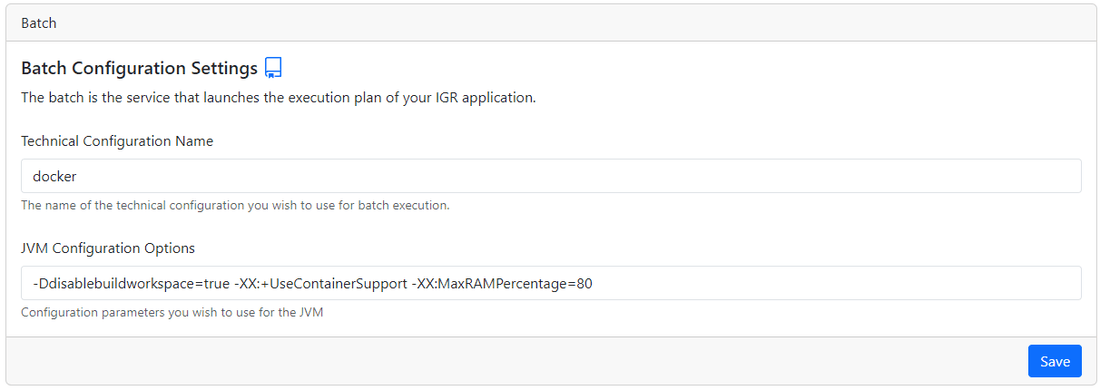 Batch
Batch Configuration Settings
The batch is the service that launches the execution plan of your IGR application.
Technical Configuration Name
docker
The name of the technical configuration you wish to use for batch execution.
JVM Configuration Options
-Ddisablebuildworkspace=true -XX:+UseContainerSupport -XX:MaxRAMPercentage=80
Configuration parameters you wish to use for the JVM
Save